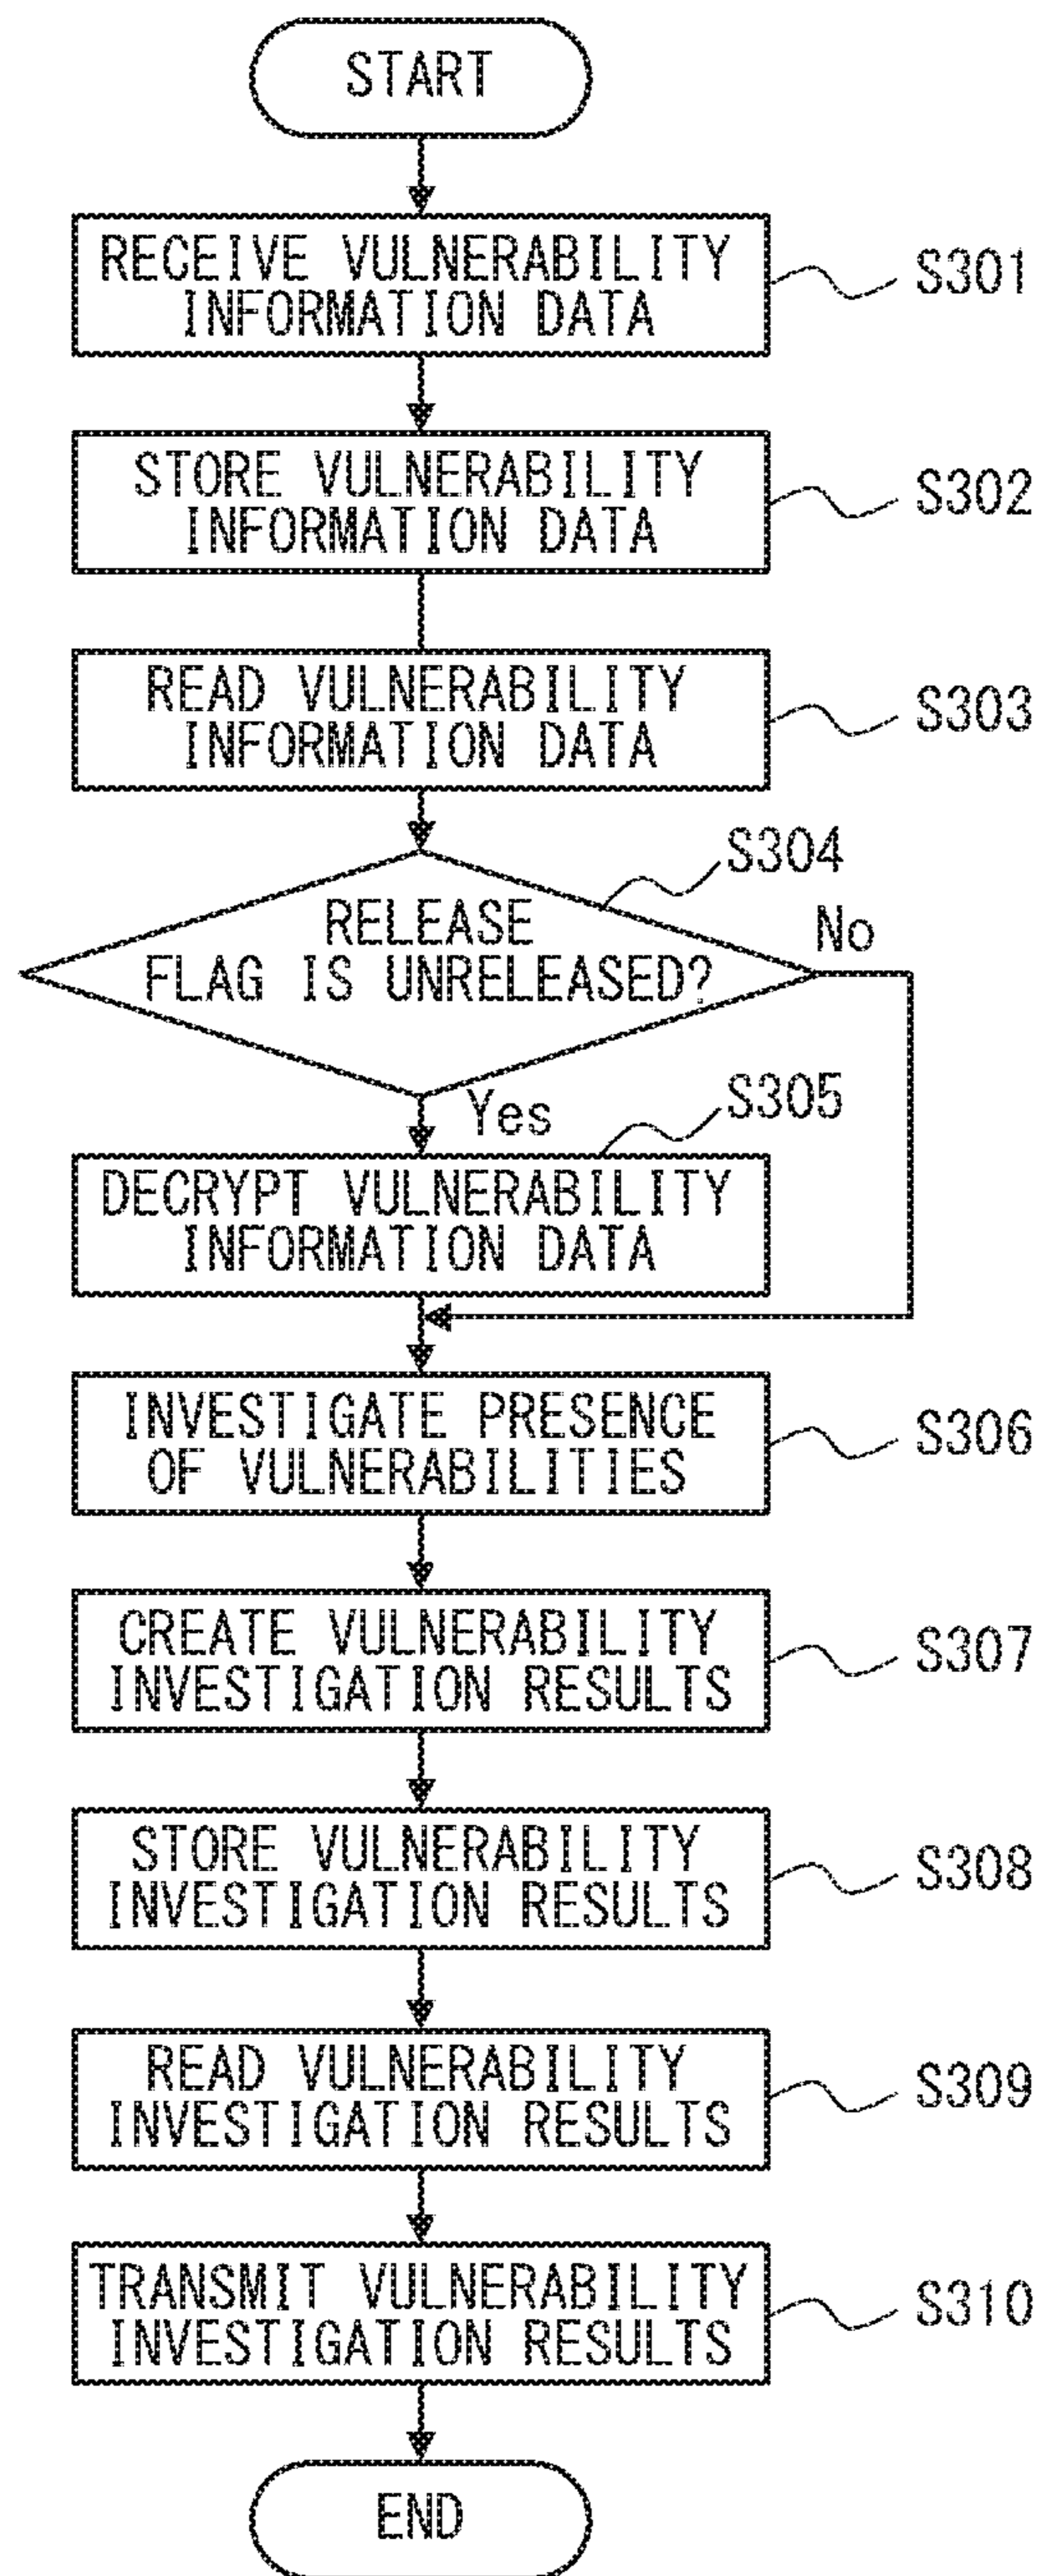 START
RECEIVE VULNERABILITY
INFORMATION DATA
S301
STORE VULNERABILITY
INFORMATION DATA
S302
READ VULNERABILITY
INFORMATION DATA
S303
S304
RELEASE
FLAG IS UNRELEASED?
No
Yes
S305
DECRYPT VULNERABILITY
INFORMATION DATA
INVESTIGATE PRESENCE
OF VULNERABILITIES
S306
CREATE VULNERABILITY
INVESTIGATION RESULTS
S307
STORE VULNERABILITY
INVESTIGATION RESULTS
S308
READ VULNERABILITY
INVESTIGATION RESULTS
S309
TRANSMIT VULNERABILITY
INVESTIGATION RESULTS
S310
END